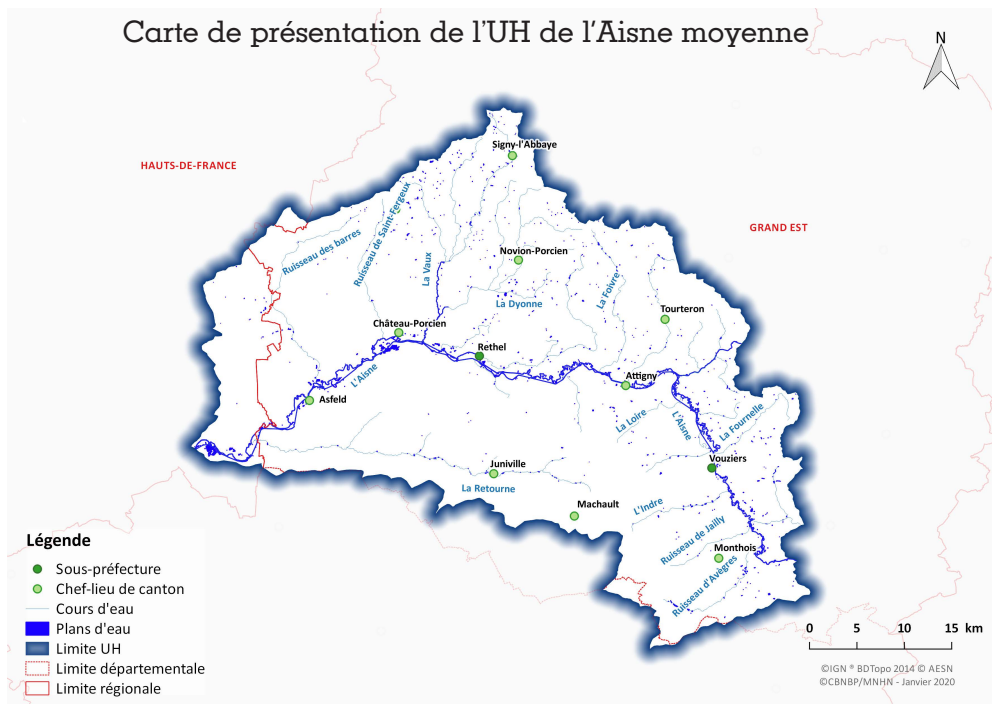 Carte de présentation de l'UH de l'Aisne moyenne
N
HAUTS-DE-FRANCE
GRAND EST
Signy-l'Abbaye
Ruisseau des barres
Ruisseau de Saint-Fergeux
La Vaux
Novion-Porcien
La Dyonne
La Foivre
Tourteron
Château-Porcien
Rethel
L'Aisne
Attigny
Asfeld
La Loire
L'Aisne
La Fournelle
Vouziers
Juniville
La Retourne
Machault
L'Indre
Ruisseau de Jailly
Monthois
Ruisseau d'Avègres
Légende
Sous-préfecture
Chef-lieu de canton
Cours d'eau
Plans d'eau
Limite UH
Limite départementale
Limite régionale
0 5 10 15 km
©IGN ® BDTopo 2014 © AESN
©CBNBP/MNHN - Janvier 2020